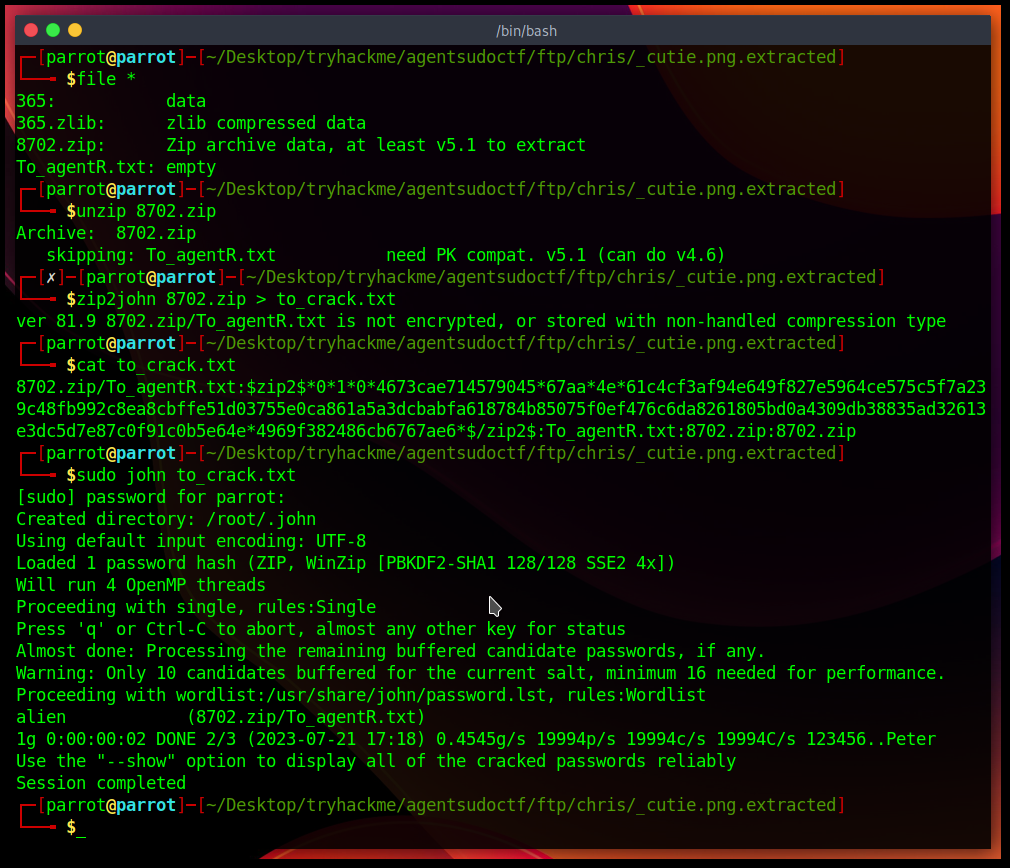 /bin/bash
┌─[parrot@parrot]─[~/Desktop/tryhackme/agentsudoctf/ftp/chris/_cutie.png.extracted]
└──╼ $file *
365:           data
365.zlib:      zlib compressed data
8702.zip:      Zip archive data, at least v5.1 to extract
To_agentR.txt: empty
┌─[parrot@parrot]─[~/Desktop/tryhackme/agentsudoctf/ftp/chris/_cutie.png.extracted]
└──╼ $unzip 8702.zip
Archive:  8702.zip
   skipping: To_agentR.txt           need PK compat. v5.1 (can do v4.6)
┌─[✗]─[parrot@parrot]─[~/Desktop/tryhackme/agentsudoctf/ftp/chris/_cutie.png.extracted]
└──╼ $zip2john 8702.zip > to_crack.txt
ver 81.9 8702.zip/To_agentR.txt is not encrypted, or stored with non-handled compression type
┌─[parrot@parrot]─[~/Desktop/tryhackme/agentsudoctf/ftp/chris/_cutie.png.extracted]
└──╼ $cat to_crack.txt
8702.zip/To_agentR.txt:$zip2$*0*1*0*4673cae714579045*67aa*4e*61c4cf3af94e649f827e5964ce575c5f7a23
9c48fb992c8ea8cbffe51d03755e0ca861a5a3dcbabfa618784b85075f0ef476c6da8261805bd0a4309db38835ad32613
e3dc5d7e87c0f91c0b5e64e*4969f382486cb6767ae6*$/zip2$:To_agentR.txt:8702.zip:8702.zip
┌─[parrot@parrot]─[~/Desktop/tryhackme/agentsudoctf/ftp/chris/_cutie.png.extracted]
└──╼ $sudo john to_crack.txt
[sudo] password for parrot:
Created directory: /root/.john
Using default input encoding: UTF-8
Loaded 1 password hash (ZIP, WinZip [PBKDF2-SHA1 128/128 SSE2 4x])
Will run 4 OpenMP threads
Proceeding with single, rules:Single
Press 'q' or Ctrl-C to abort, almost any other key for status
Almost done: Processing the remaining buffered candidate passwords, if any.
Warning: Only 10 candidates buffered for the current salt, minimum 16 needed for performance.
Proceeding with wordlist:/usr/share/john/password.lst, rules:Wordlist
alien            (8702.zip/To_agentR.txt)
1g 0:00:00:02 DONE 2/3 (2023-07-21 17:18) 0.4545g/s 19994p/s 19994c/s 19994C/s 123456..Peter
Use the "--show" option to display all of the cracked passwords reliably
Session completed
┌─[parrot@parrot]─[~/Desktop/tryhackme/agentsudoctf/ftp/chris/_cutie.png.extracted]
└──╼ $_